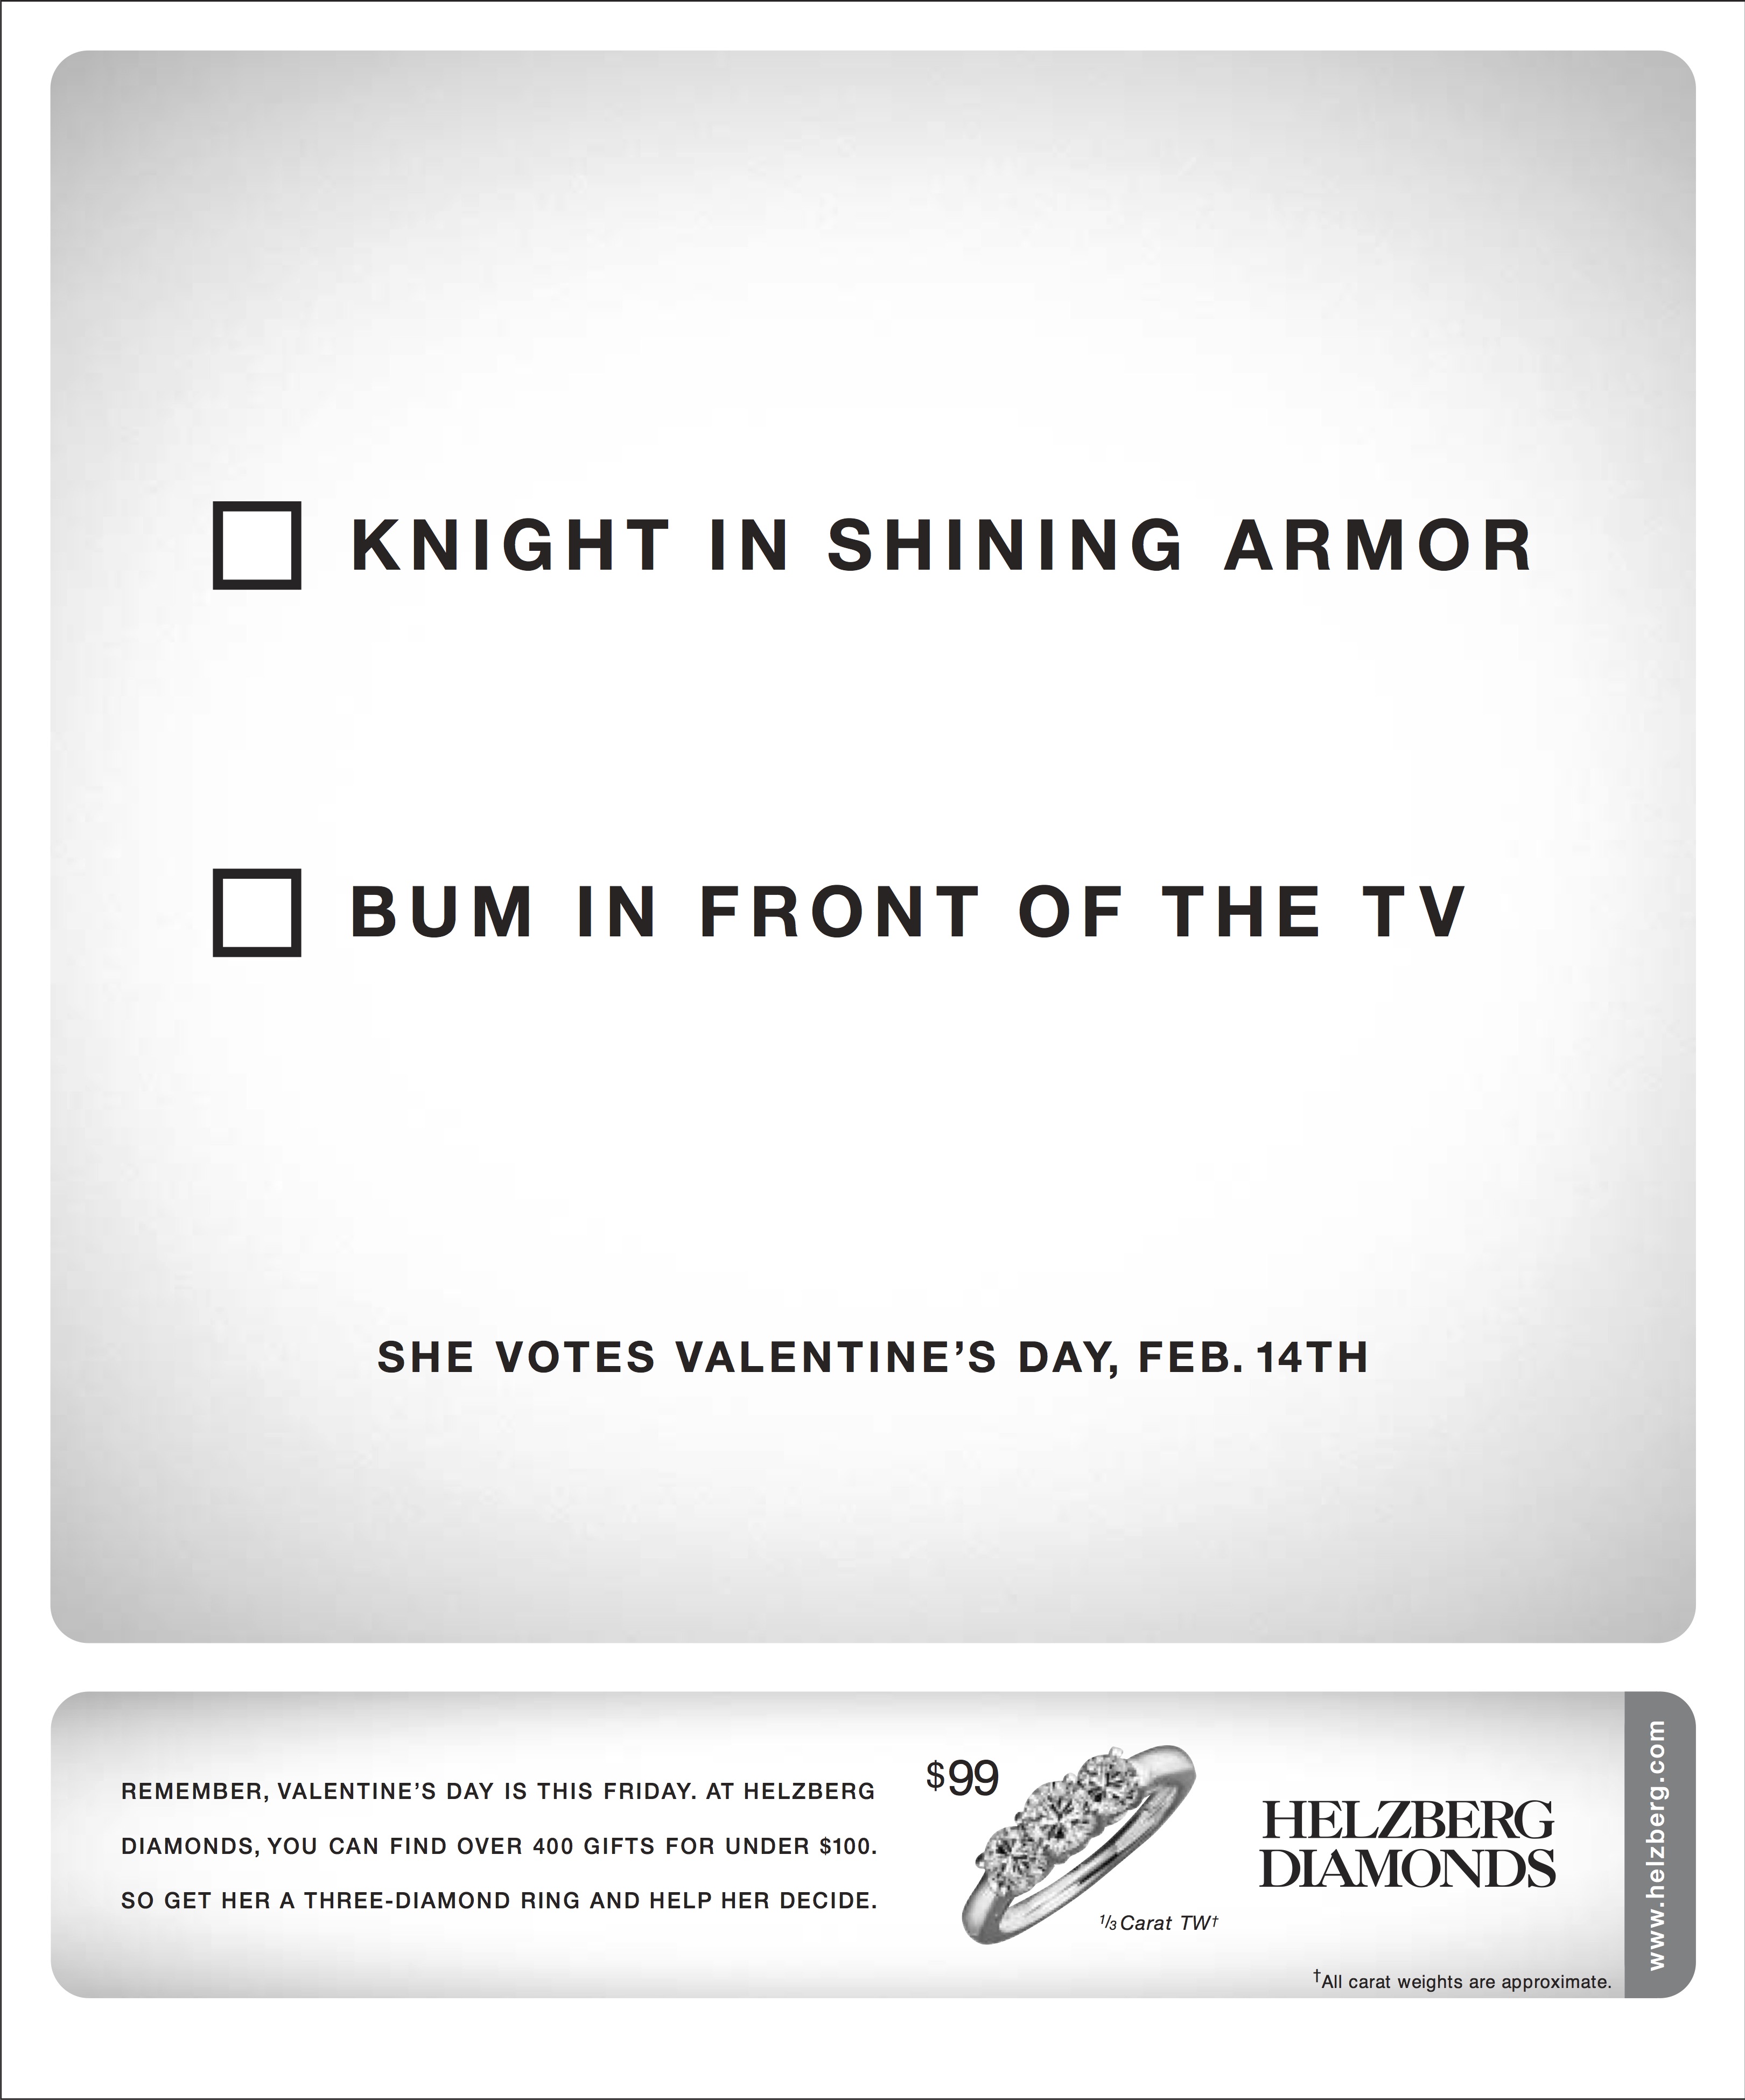 KNIGHT IN SHINING ARMOR
BUM IN FRONT OF THE TV
SHE VOTES VALENTINE’S DAY, FEB. 14TH
REMEMBER, VALENTINE’S DAY IS THIS FRIDAY. AT HELZBERG
DIAMONDS, YOU CAN FIND OVER 400 GIFTS FOR UNDER $100.
SO GET HER A THREE-DIAMOND RING AND HELP HER DECIDE.
$99
1/3 Carat TW†
HELZBERG
DIAMONDS
†All carat weights are approximate.
www.helzberg.com